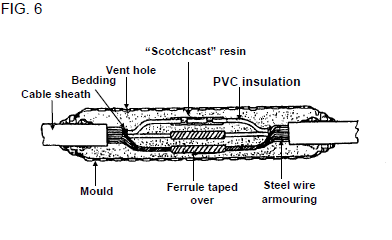 FIG. 6
“Scotchcast” resin
Vent hole
Bedding
PVC insulation
Cable sheath
Mould
Ferrule taped
over
Steel wire
armouring